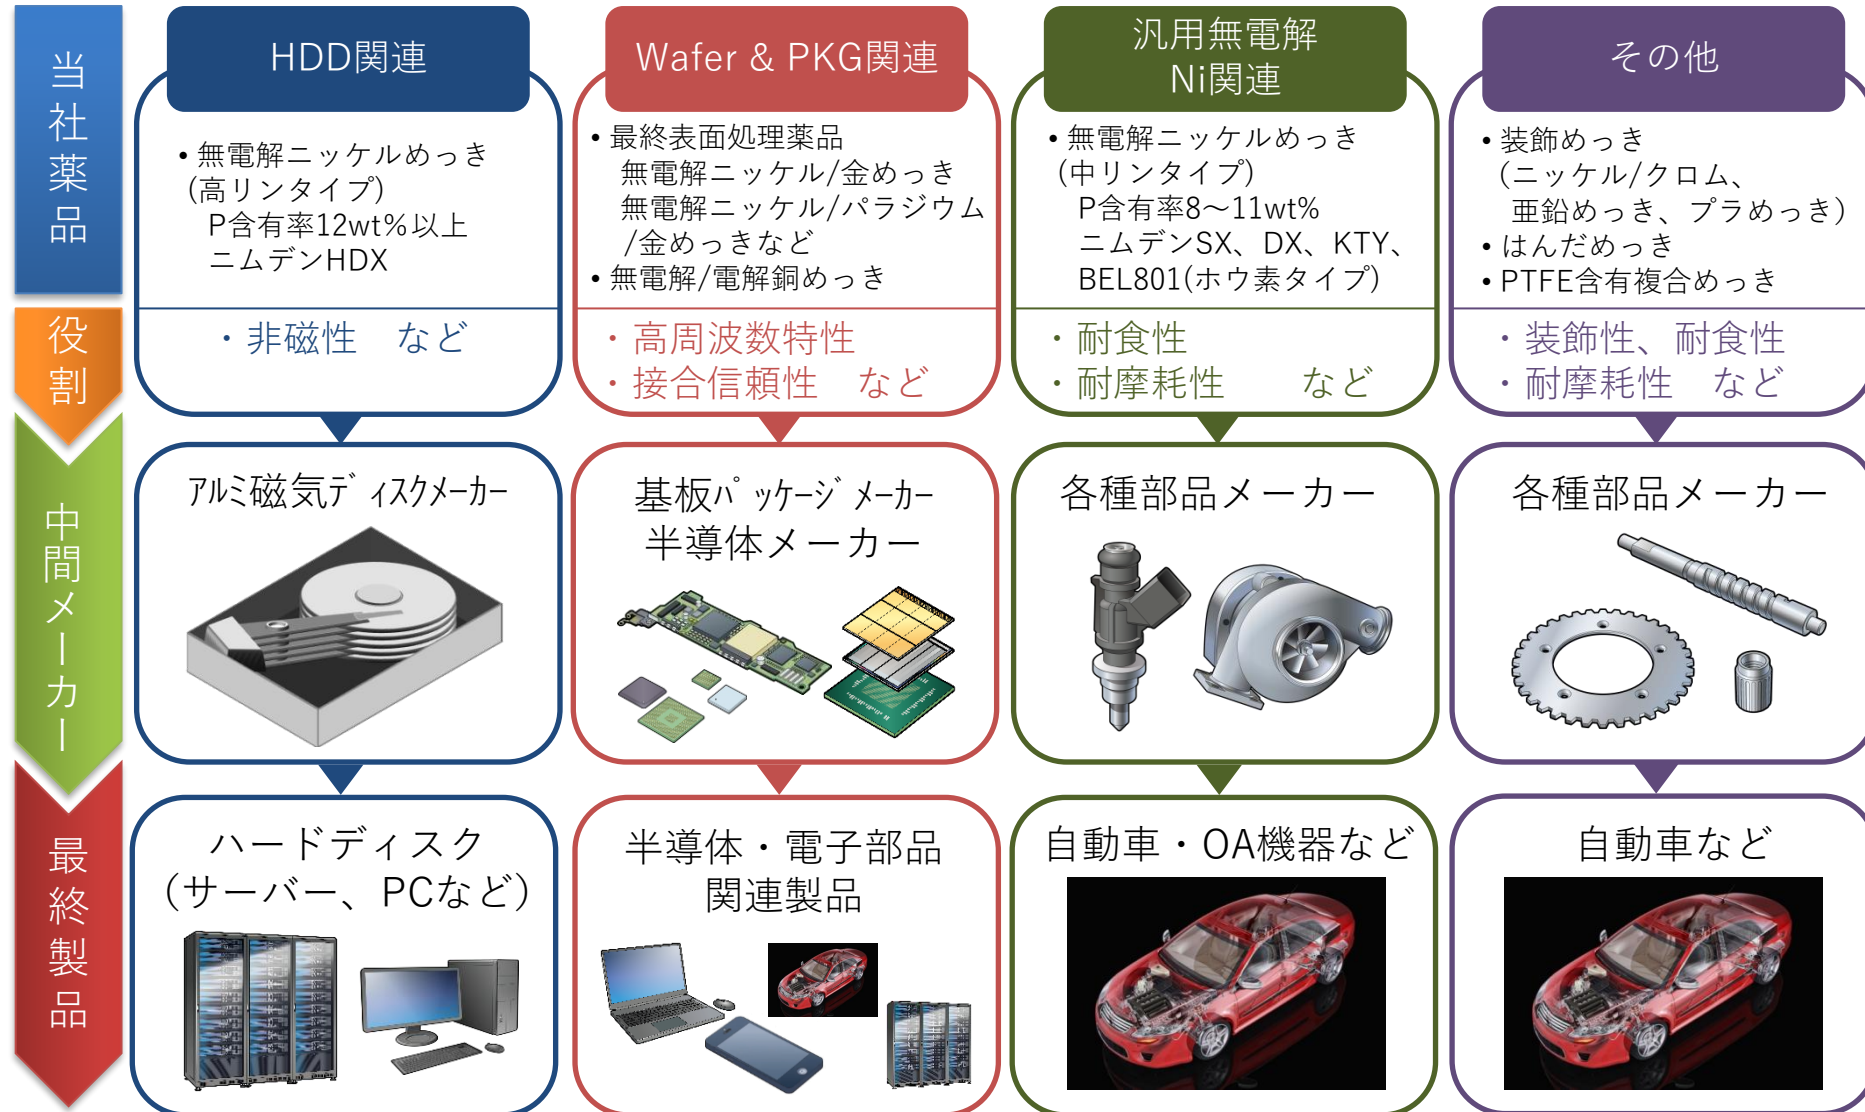 当社薬品
役割
中間メーカー
最終製品
HDD関連
・無電解ニッケルめっき
(高リンタイプ)
P含有率12wt%以上
ニムデンHDX
・非磁性　など
アルミ磁気ディスクメーカー
ハードディスク
(サーバー、PCなど)
Wafer & PKG関連
・最終表面処理薬品
無電解ニッケル/金めっき
無電解ニッケル/パラジウム
/金めっきなど
・無電解/電解銅めっき
・高周波数特性
・接合信頼性　など
基板パッケージメーカー
半導体メーカー
半導体・電子部品
関連製品
汎用無電解
Ni関連
・無電解ニッケルめっき
(中リンタイプ)
P含有率8～11wt%
ニムデンSX、DX、KTY、
BEL801(ホウ素タイプ)
・耐食性
・耐摩耗性　　など
各種部品メーカー
自動車・OA機器など
その他
・装飾めっき
(ニッケル/クロム、
亜鉛めっき、プラめっき)
・はんだめっき
・PTFE含有複合めっき
・装飾性、耐食性
・耐摩耗性　など
各種部品メーカー
自動車など